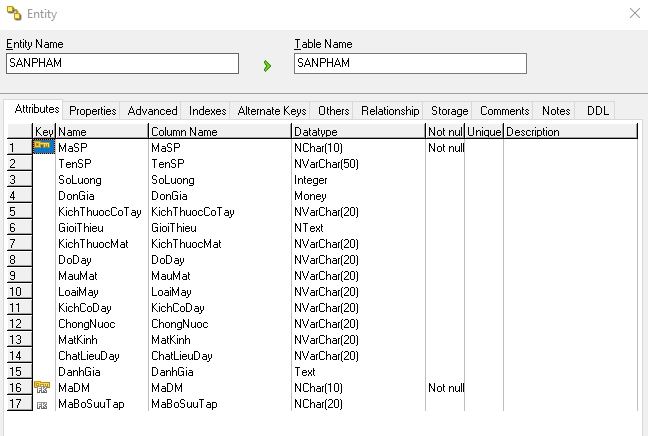 Entity
Entity Name Table Name
SANPHAM SANPHAM
Attributes Properties Advanced Indexes Alternate Keys Others Relationship Storage Comments Notes DDL
Key Name Column Name Datatype Not nul Unique Description
1 MaSP MaSP NChar(10) Not null
2 TenSP TenSP NVarChar(50)
3 SoLuong SoLuong Integer
4 DonGia DonGia Money
5 KichThuocCoTay KichThuocCoTay NVarChar(20)
6 GioiThieu GioiThieu NText
7 KichThuocMat KichThuocMat NVarChar(20)
8 DoDay DoDay NVarChar(20)
9 MauMat MauMat NVarChar(20)
10 LoaiMay LoaiMay NVarChar(20)
11 KichCoDay KichCoDay NVarChar(20)
12 ChongNuoc ChongNuoc NVarChar(20)
13 MatKinh MatKinh NVarChar(20)
14 ChatLieuDay ChatLieuDay NVarChar(20)
15 DanhGia DanhGia Text
16 FK MaDM MaDM NChar(10) Not null
17 FK MaBoSuuTap MaBoSuuTap NChar(20)